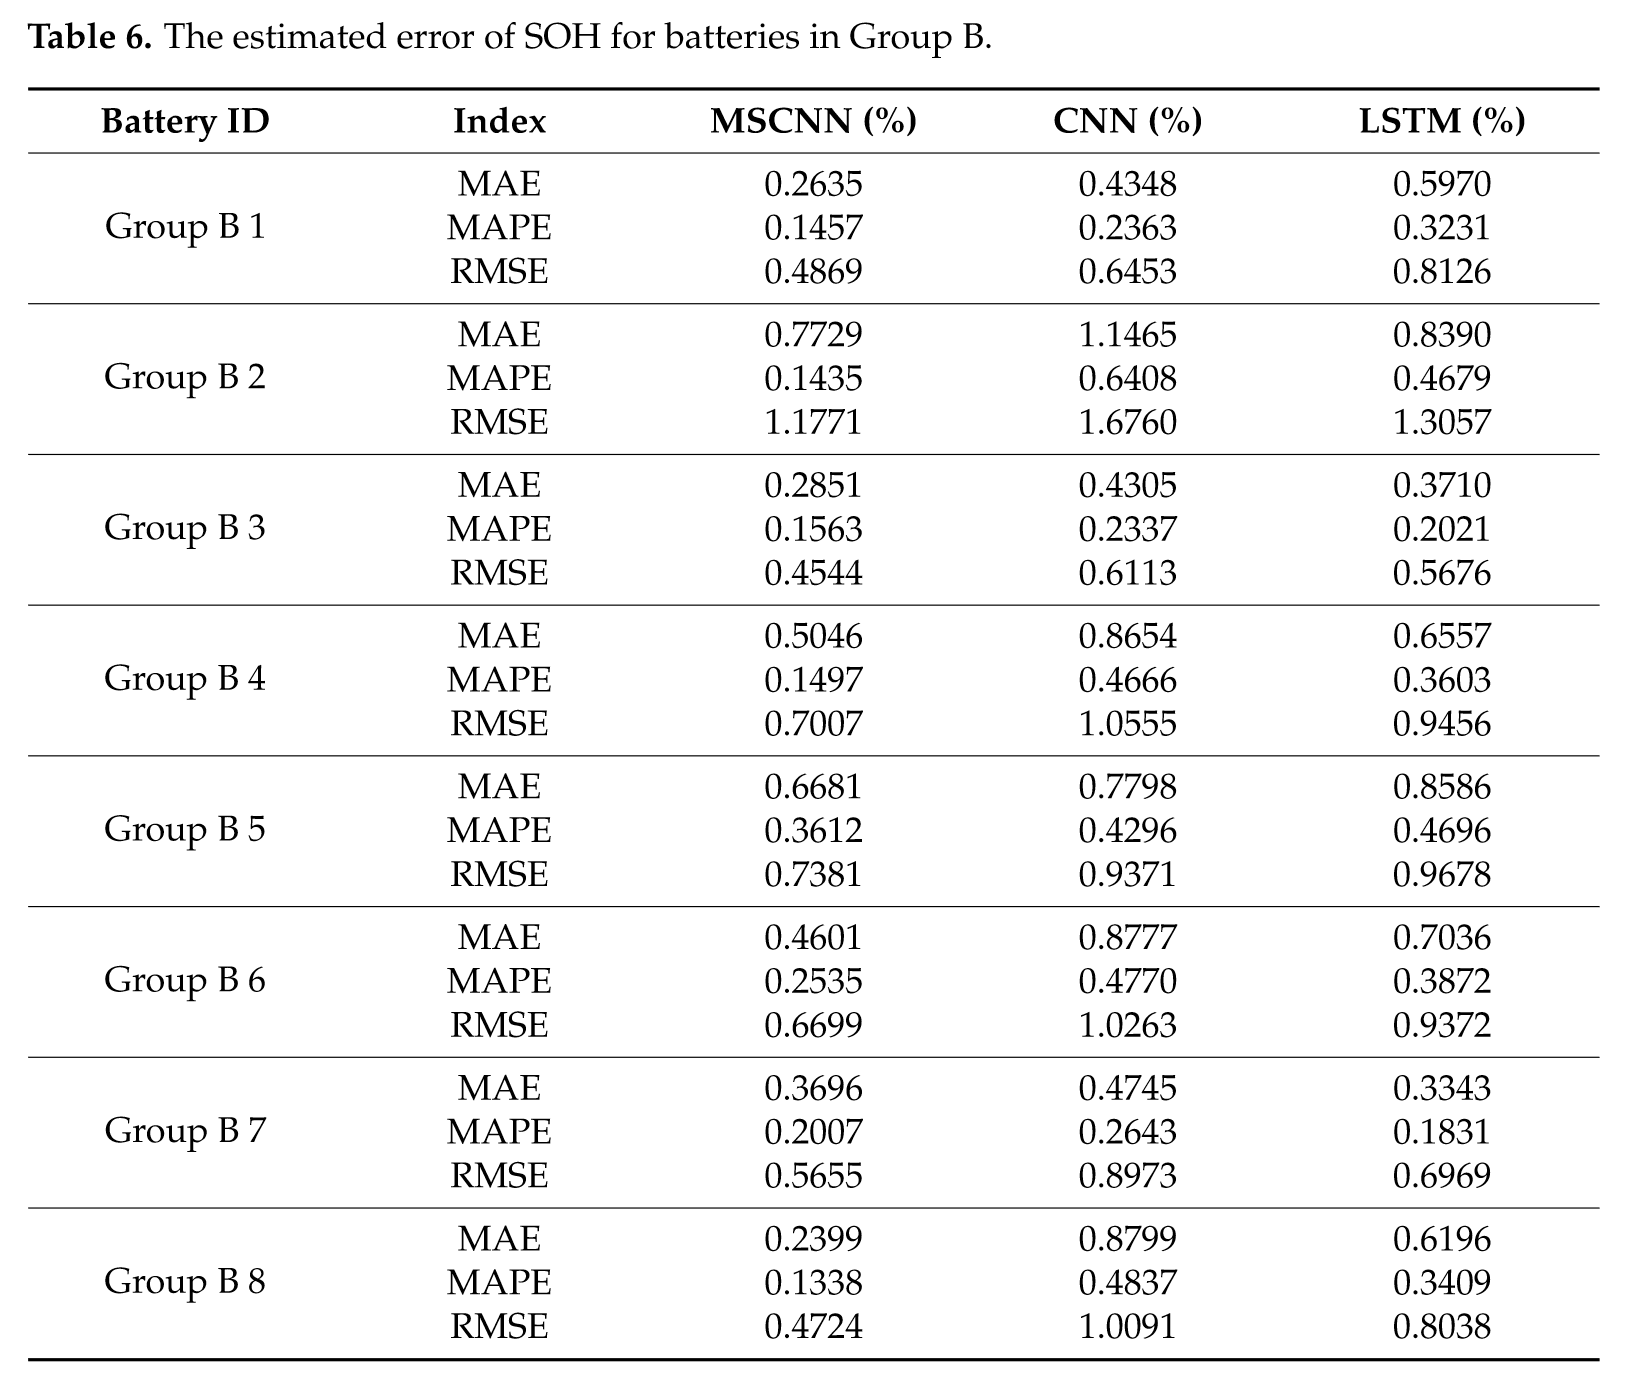 Table 6. The estimated error of SOH for batteries in Group B.
Battery ID Index MSCNN (%) CNN (%) LSTM (%)
MAE 0.2635 0.4348 0.5970
Group B 1 MAPE 0.1457 0.2363 0.3231
RMSE 0.4869 0.6453 0.8126
MAE 0.7729 1.1465 0.8390
Group B 2 MAPE 0.1435 0.6408 0.4679
RMSE 1.1771 1.6760 1.3057
MAE 0.2851 0.4305 0.3710
Group B 3 MAPE 0.1563 0.2337 0.2021
RMSE 0.4544 0.6113 0.5676
MAE 0.5046 0.8654 0.6557
Group B 4 MAPE 0.1497 0.4666 0.3603
RMSE 0.7007 1.0555 0.9456
MAE 0.6681 0.7798 0.8586
Group B 5 MAPE 0.3612 0.4296 0.4696
RMSE 0.7381 0.9371 0.9678
MAE 0.4601 0.8777 0.7036
Group B 6 MAPE 0.2535 0.4770 0.3872
RMSE 0.6699 1.0263 0.9372
MAE 0.3696 0.4745 0.3343
Group B 7 MAPE 0.2007 0.2643 0.1831
RMSE 0.5655 0.8973 0.6969
MAE 0.2399 0.8799 0.6196
Group B 8 MAPE 0.1338 0.4837 0.3409
RMSE 0.4724 1.0091 0.8038